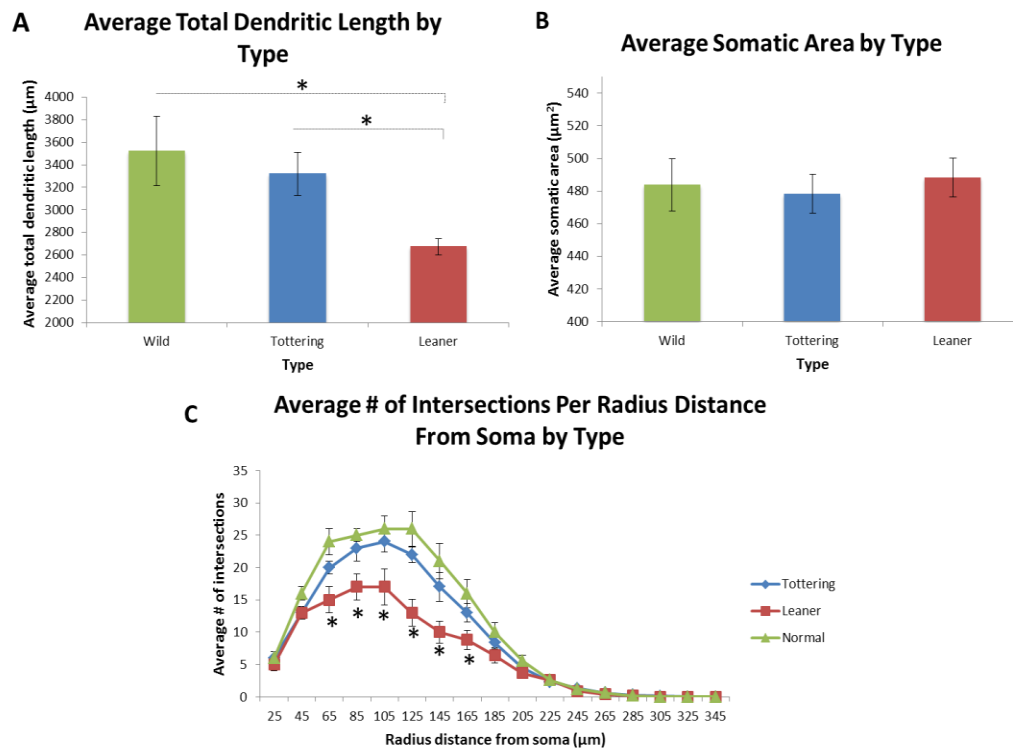 A
Average Total Dendritic Length by
Type
Average total dendritic length (µm)
4000
3800
3600
3400
3200
3000
2800
2600
2400
2200
2000
*
*
Wild Tottering Leaner
Type
B
Average Somatic Area by Type
Average somatic area (µm²)
540
520
500
480
460
440
420
400
Wild Tottering Leaner
Type
C
Average # of Intersections Per Radius Distance
From Soma by Type
Average # of intersections
35
30
25
20
15
10
5
0
* * * * * *
25 45 65 85 105 125 145 165 185 205 225 245 265 285 305 325 345
Radius distance from soma (µm)
Tottering
Leaner
Normal